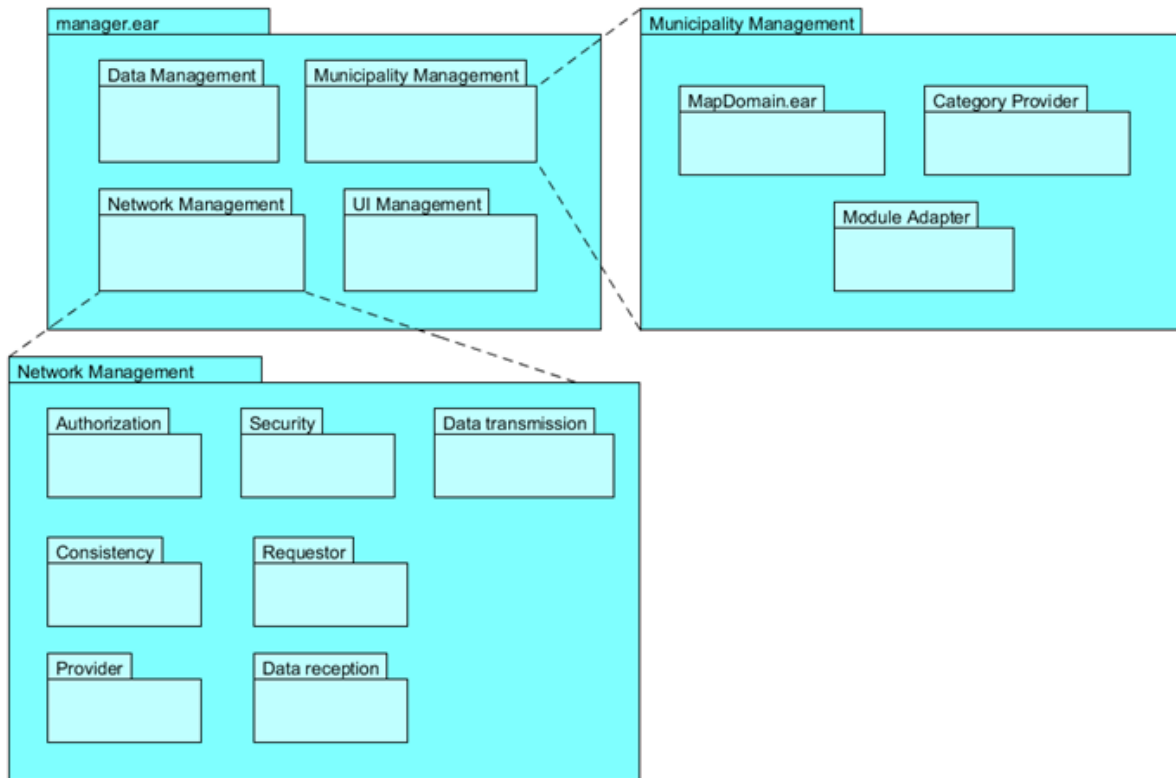 manager.ear
Data Management
Municipality Management
Network Management
UI Management
Municipality Management
MapDomain.ear
Category Provider
Module Adapter
Network Management
Authorization
Security
Data transmission
Consistency
Requestor
Provider
Data reception